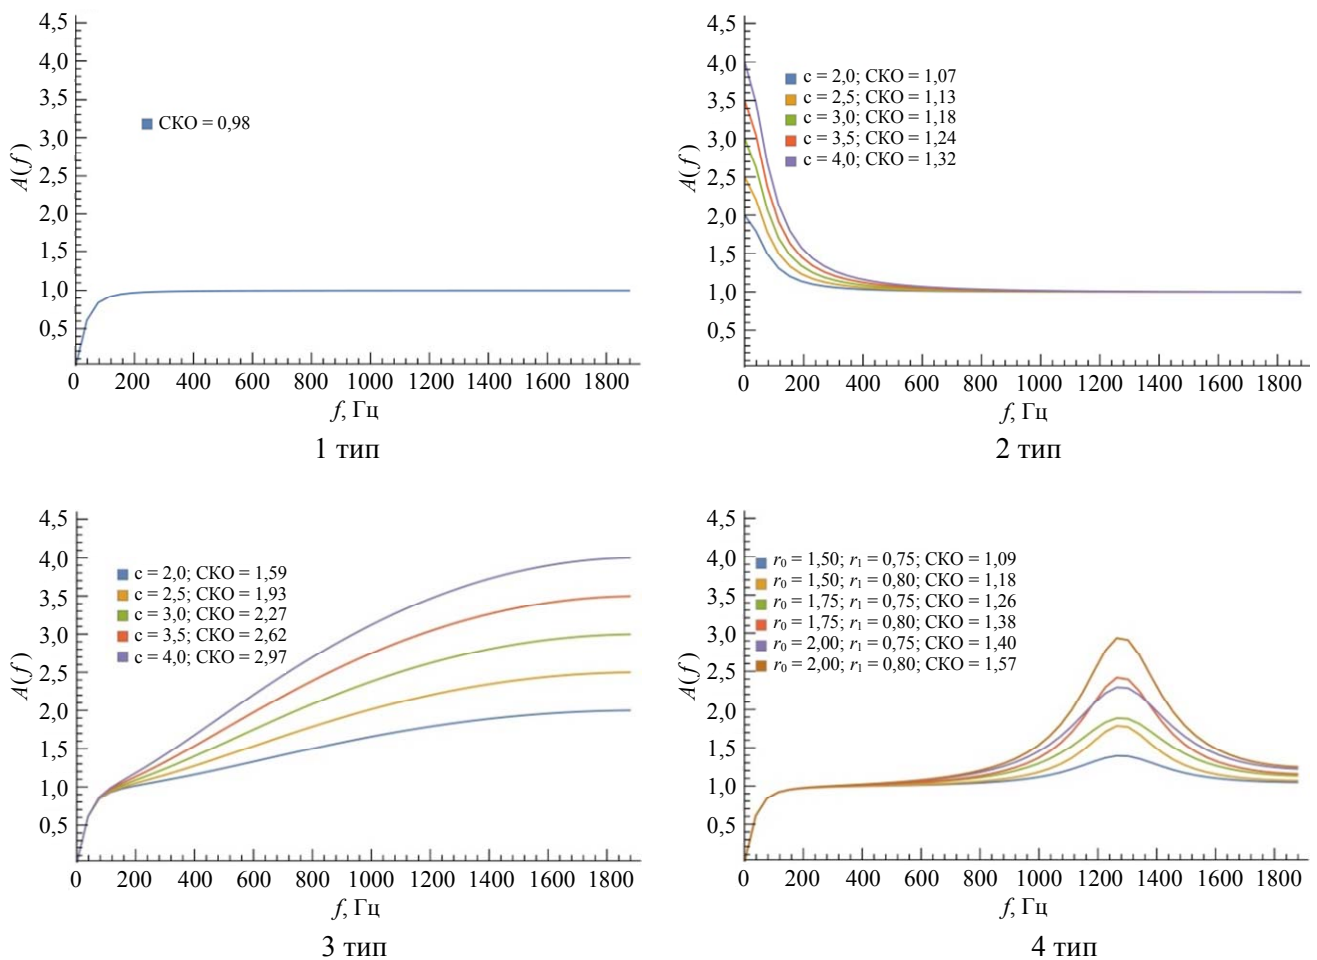 4,5
4,0
3,5
3,0
2,5
2,0
1,5
1,0
0,5
A(f)
СКО = 0,98
0 200 400 600 800 1000 1200 1400 1600 1800
f, Гц
1 тип
4,5
4,0
3,5
3,0
2,5
2,0
1,5
1,0
0,5
A(f)
c = 2,0; СКО = 1,07
c = 2,5; СКО = 1,13
c = 3,0; СКО = 1,18
c = 3,5; СКО = 1,24
c = 4,0; СКО = 1,32
0 200 400 600 800 1000 1200 1400 1600 1800
f, Гц
2 тип
4,5
4,0
3,5
3,0
2,5
2,0
1,5
1,0
0,5
A(f)
c = 2,0; СКО = 1,59
c = 2,5; СКО = 1,93
c = 3,0; СКО = 2,27
c = 3,5; СКО = 2,62
c = 4,0; СКО = 2,97
0 200 400 600 800 1000 1200 1400 1600 1800
f, Гц
3 тип
4,5
4,0
3,5
3,0
2,5
2,0
1,5
1,0
0,5
A(f)
r₀ = 1,50; r₁ = 0,75; СКО = 1,09
r₀ = 1,50; r₁ = 0,80; СКО = 1,18
r₀ = 1,75; r₁ = 0,75; СКО = 1,26
r₀ = 1,75; r₁ = 0,80; СКО = 1,38
r₀ = 2,00; r₁ = 0,75; СКО = 1,40
r₀ = 2,00; r₁ = 0,80; СКО = 1,57
0 200 400 600 800 1000 1200 1400 1600 1800
f, Гц
4 тип